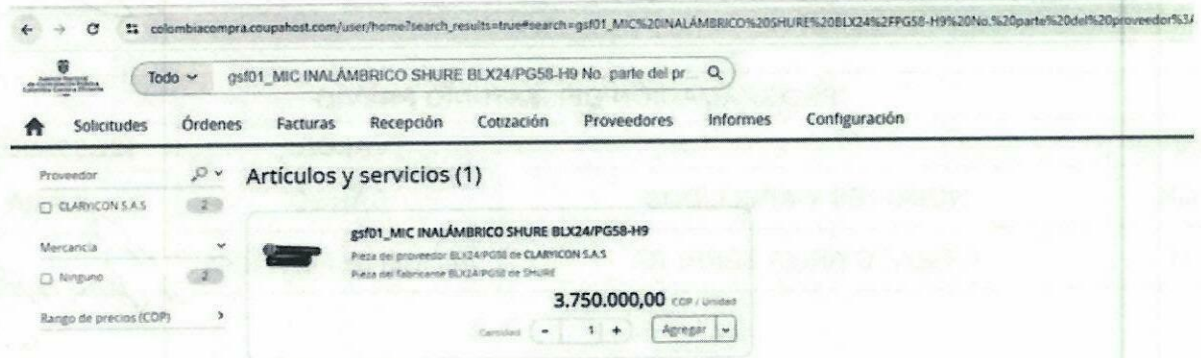 colombiacompra.coupahost.com/user/home?search_results=true#search=gsf01_MIC%20INALÁMBRICO%20SHURE%20BLX24%2FPG58-H9%20No.%20parte%20del%20proveedor%3A
Todo gsf01_MIC INALÁMBRICO SHURE BLX24/PG58-H9 No. parte del pr
Solicitudes Órdenes Facturas Recepción Cotización Proveedores Informes Configuración
Proveedor
CLARYICON S.A.S 2
Mercancía
Ninguno 2
Rango de precios (COP)
Artículos y servicios (1)
gsf01_MIC INALÁMBRICO SHURE BLX24/PG58-H9
Pieza del proveedor BLX24/PG58 de CLARYICON S.A.S
Pieza del fabricante BLX24/PG58 de SHURE
3.750.000,00 COP / Unidad
Cantidad - 1 + Agregar